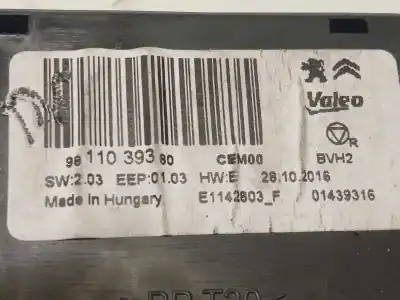 Valeo
R
98 110 393 80 CEM00 BVH2
SW:2.03 EEP:01.03 HW:E 28.10.2016
Made in Hungary. E1142803_F 01439316